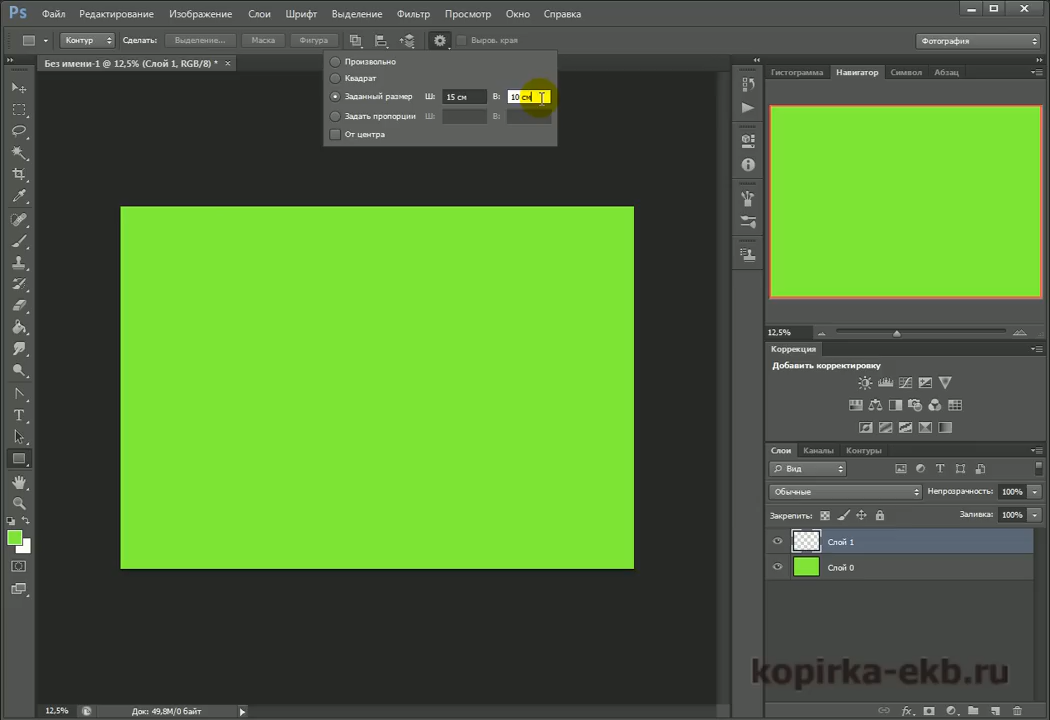 Ps Файл Редактирование Изображение Слои Шрифт Выделение Фильтр Просмотр Окно Справка
Контур Сделать: Выделение... Маска Фигура Выров. края Фотография
Без имени-1 @ 12,5% (Слой 1, RGB/8) * ×
Произвольно
Квадрат
Заданный размер Ш: 15 см В: 10 см
Задать пропорции Ш: В:
От центра
Гистограмма Навигатор Символ Абзац
12,5%
Коррекция
Добавить корректировку
Слои Каналы Контуры
Вид
Обычные Непрозрачность: 100%
Закрепить: Заливка: 100%
Слой 1
Слой 0
kopirka-ekb.ru
12,5% Док: 49,8M/0 байт